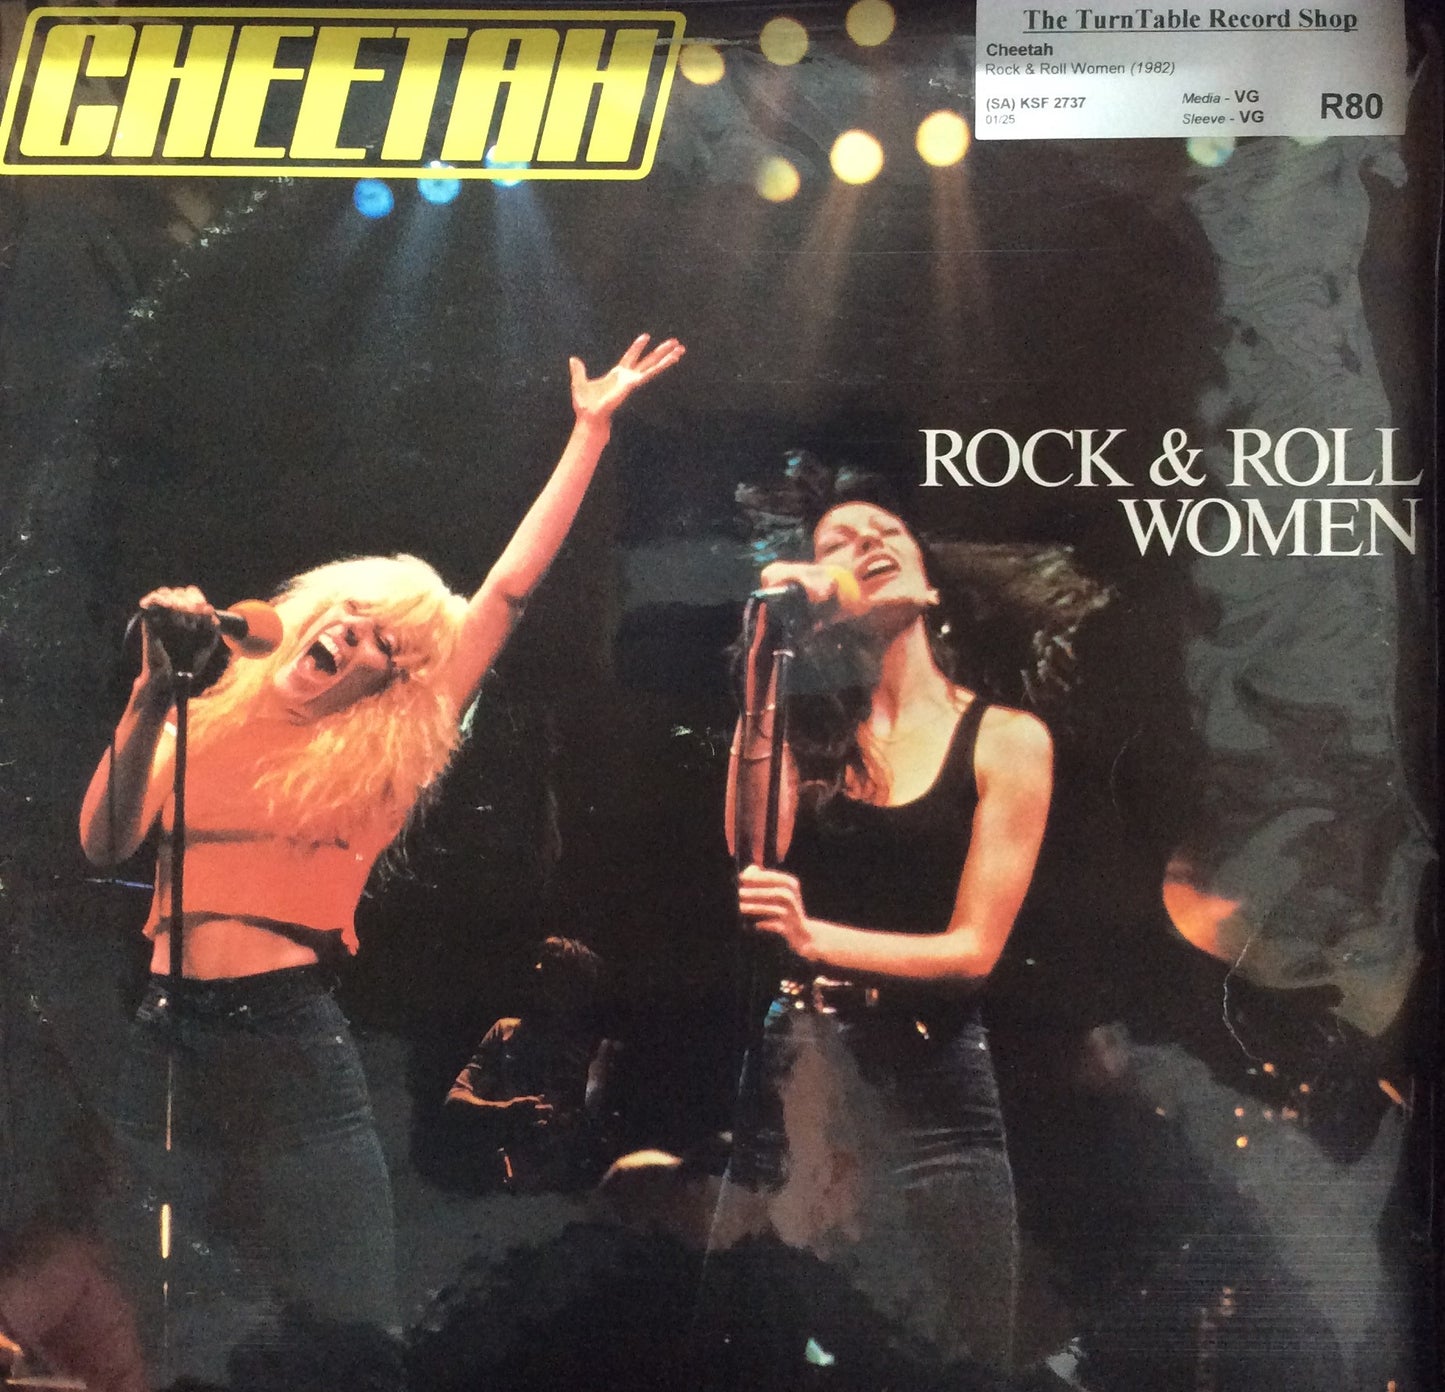 CHEETAH
The TurnTable Record Shop
Cheetah
Rock & Roll Women (1982)
(SA) KSF 2737
01/25
Media - VG
Sleeve - VG
R80
ROCK & ROLL
WOMEN